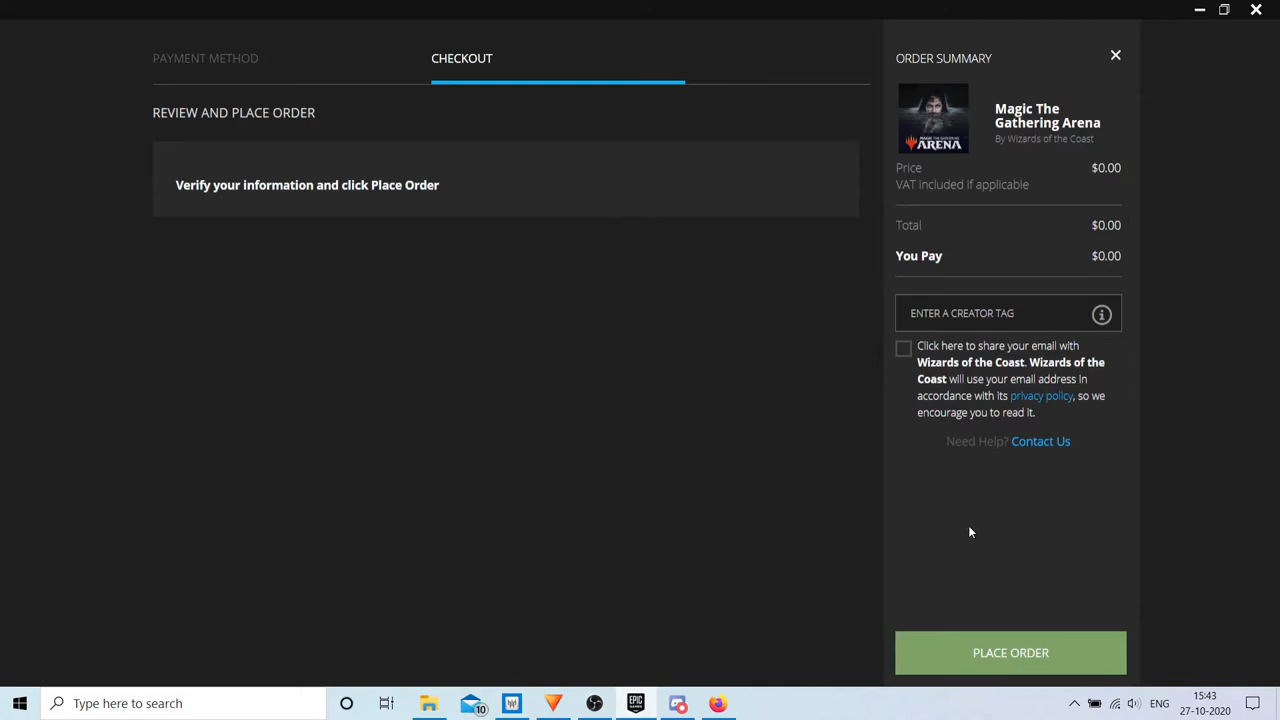 PAYMENT METHOD
CHECKOUT
REVIEW AND PLACE ORDER
Verify your information and click Place Order
ORDER SUMMARY
ARENA
Magic The
Gathering Arena
By Wizards of the Coast
Price $0.00
VAT included if applicable
Total $0.00
You Pay $0.00
ENTER A CREATOR TAG
Click here to share your email with
Wizards of the Coast. Wizards of the
Coast will use your email address in
accordance with its privacy policy, so we
encourage you to read it.
Need Help? Contact Us
PLACE ORDER
Type here to search
10
EPIC
GAMES
ENG
15:43
27-10-2020